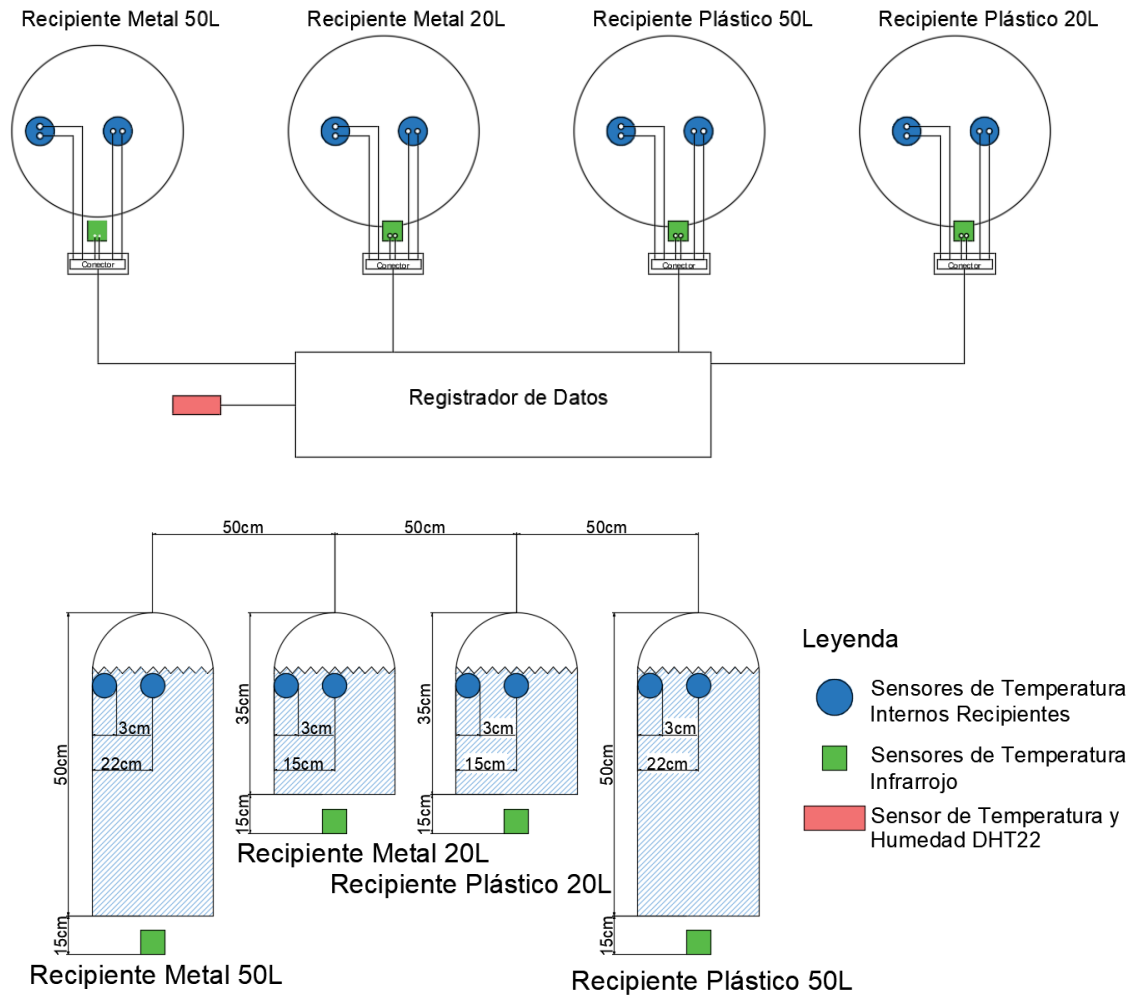 Recipiente Metal 50L
Recipiente Metal 20L
Recipiente Plástico 50L
Recipiente Plástico 20L
Conector
Conector
Conector
Conector
Registrador de Datos
50cm
50cm
50cm
50cm
35cm
35cm
50cm
3cm
3cm
3cm
3cm
22cm
15cm
15cm
22cm
15cm
15cm
15cm
15cm
Recipiente Metal 20L
Recipiente Plástico 20L
Recipiente Metal 50L
Recipiente Plástico 50L
Leyenda
Sensores de Temperatura
Internos Recipientes
Sensores de Temperatura
Infrarrojo
Sensor de Temperatura y
Humedad DHT22